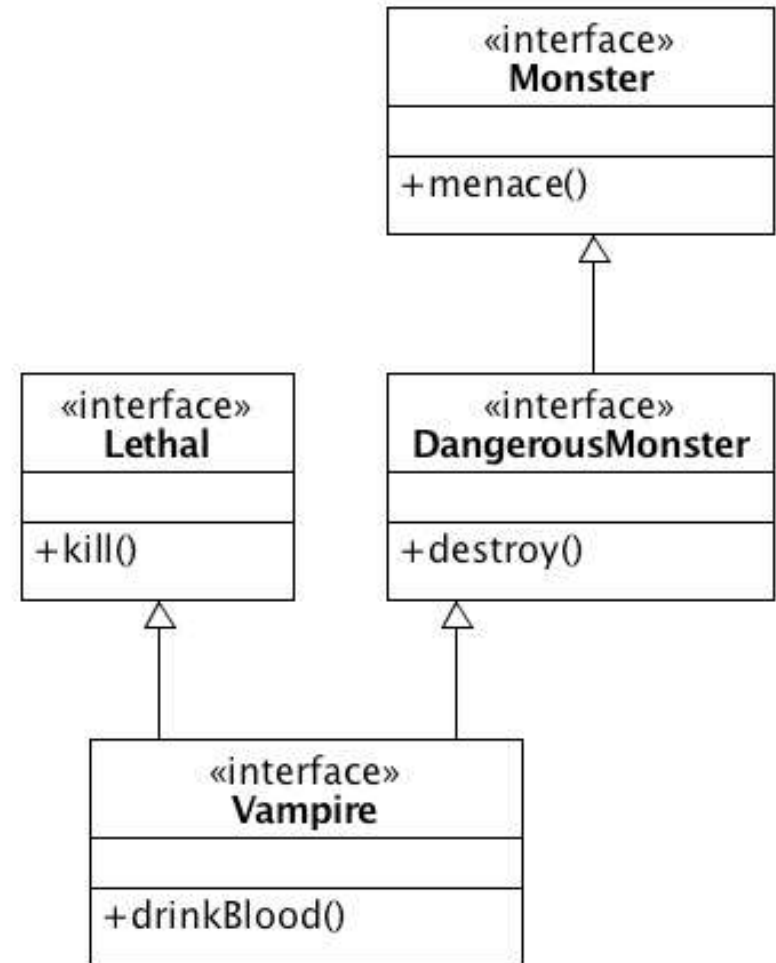 «interface»
Monster
+menace()
«interface»
Lethal
+kill()
«interface»
DangerousMonster
+destroy()
«interface»
Vampire
+drinkBlood()